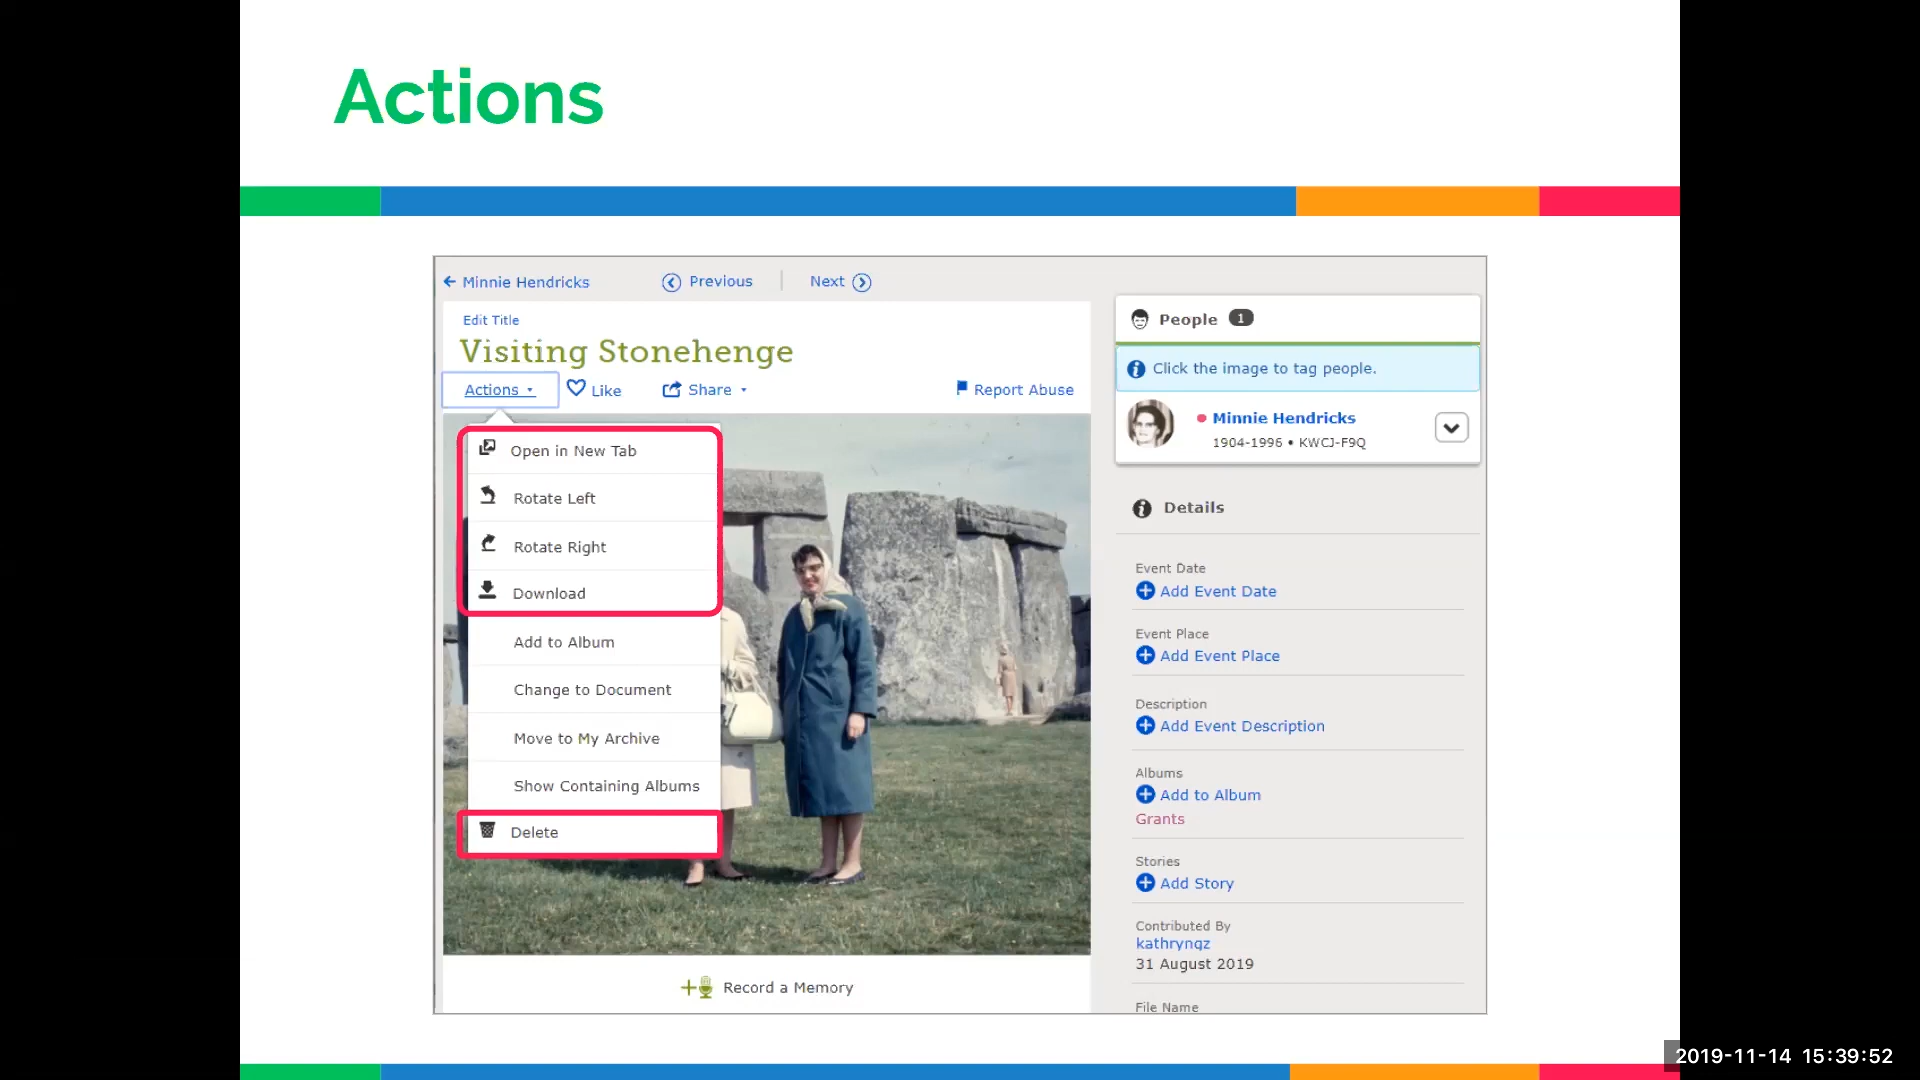 Actions
Minnie Hendricks
Previous
Next
Edit Title
Visiting Stonehenge
Actions
Like
Share
Report Abuse
Open in New Tab
Rotate Left
Rotate Right
Download
Add to Album
Change to Document
Move to My Archive
Show Containing Albums
Delete
Record a Memory
People 1
Click the image to tag people.
Minnie Hendricks
1904-1996 • KWCJ-F9Q
Details
Event Date
Add Event Date
Event Place
Add Event Place
Description
Add Event Description
Albums
Add to Album
Grants
Stories
Add Story
Contributed By
kathryngz
31 August 2019
File Name
2019-11-14 15:39:52